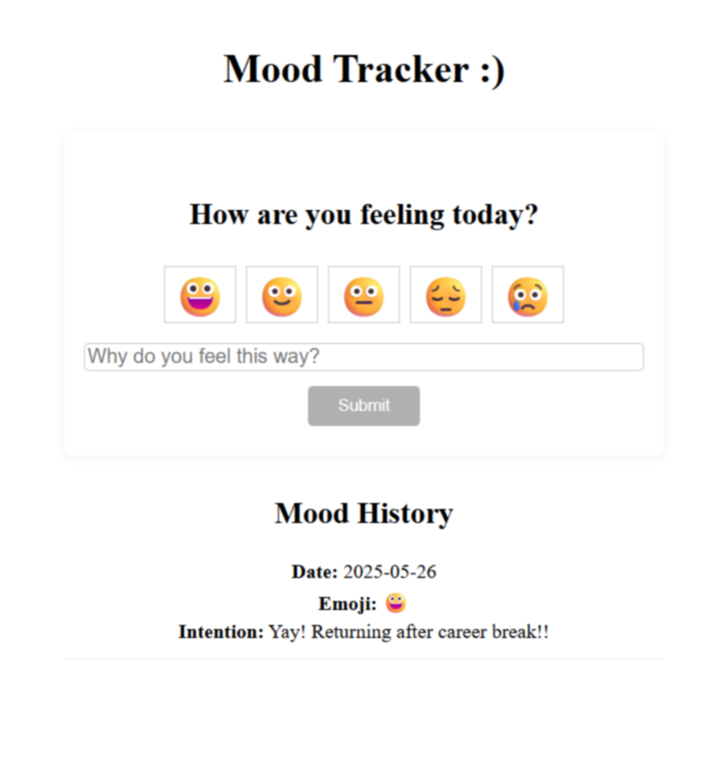 Mood Tracker :)
How are you feeling today?
Why do you feel this way?
Submit
Mood History
Date: 2025-05-26
Emoji: 😀
Intention: Yay! Returning after career break!!